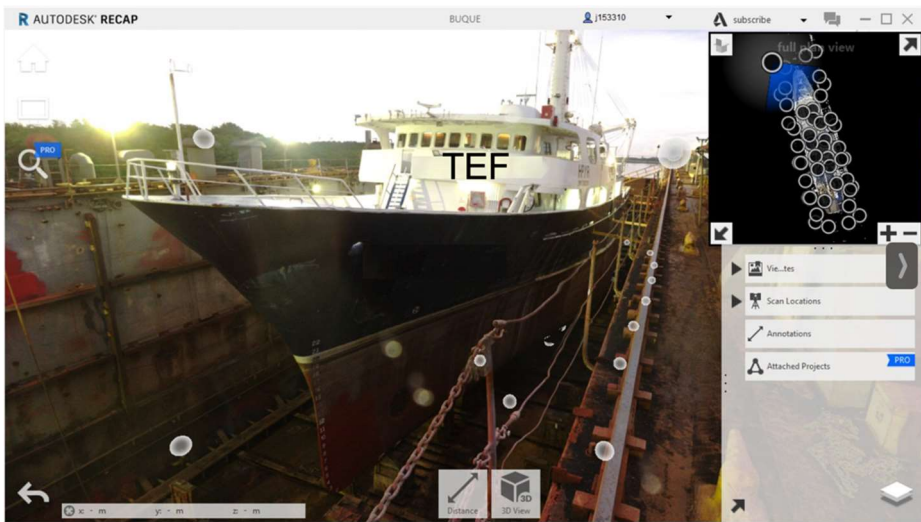 AUTODESK® RECAP
BUQUE
j153310
subscribe
full plan view
PRO
TEF
Vie...tes
Scan Locations
Annotations
Attached Projects
PRO
Distance
3D
3D View
x: - m y: - m z: - m